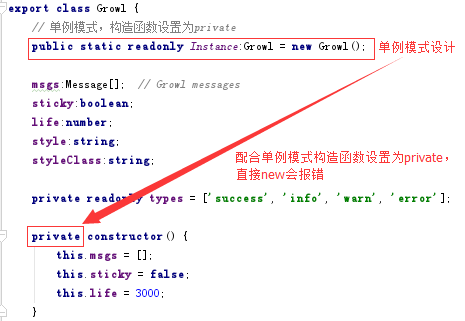 export class Growl {
// 单例模式，构造函数设置为private
public static readonly Instance:Growl = new Growl();
单例模式设计
msgs:Message[];  // Growl messages
sticky:boolean;
life:number;
style:string;
styleClass:string;
配合单例模式构造函数设置为private，
直接new会报错
private readonly types = ['success', 'info', 'warn', 'error'];
private constructor() {
this.msgs = [];
this.sticky = false;
this.life = 3000;
}